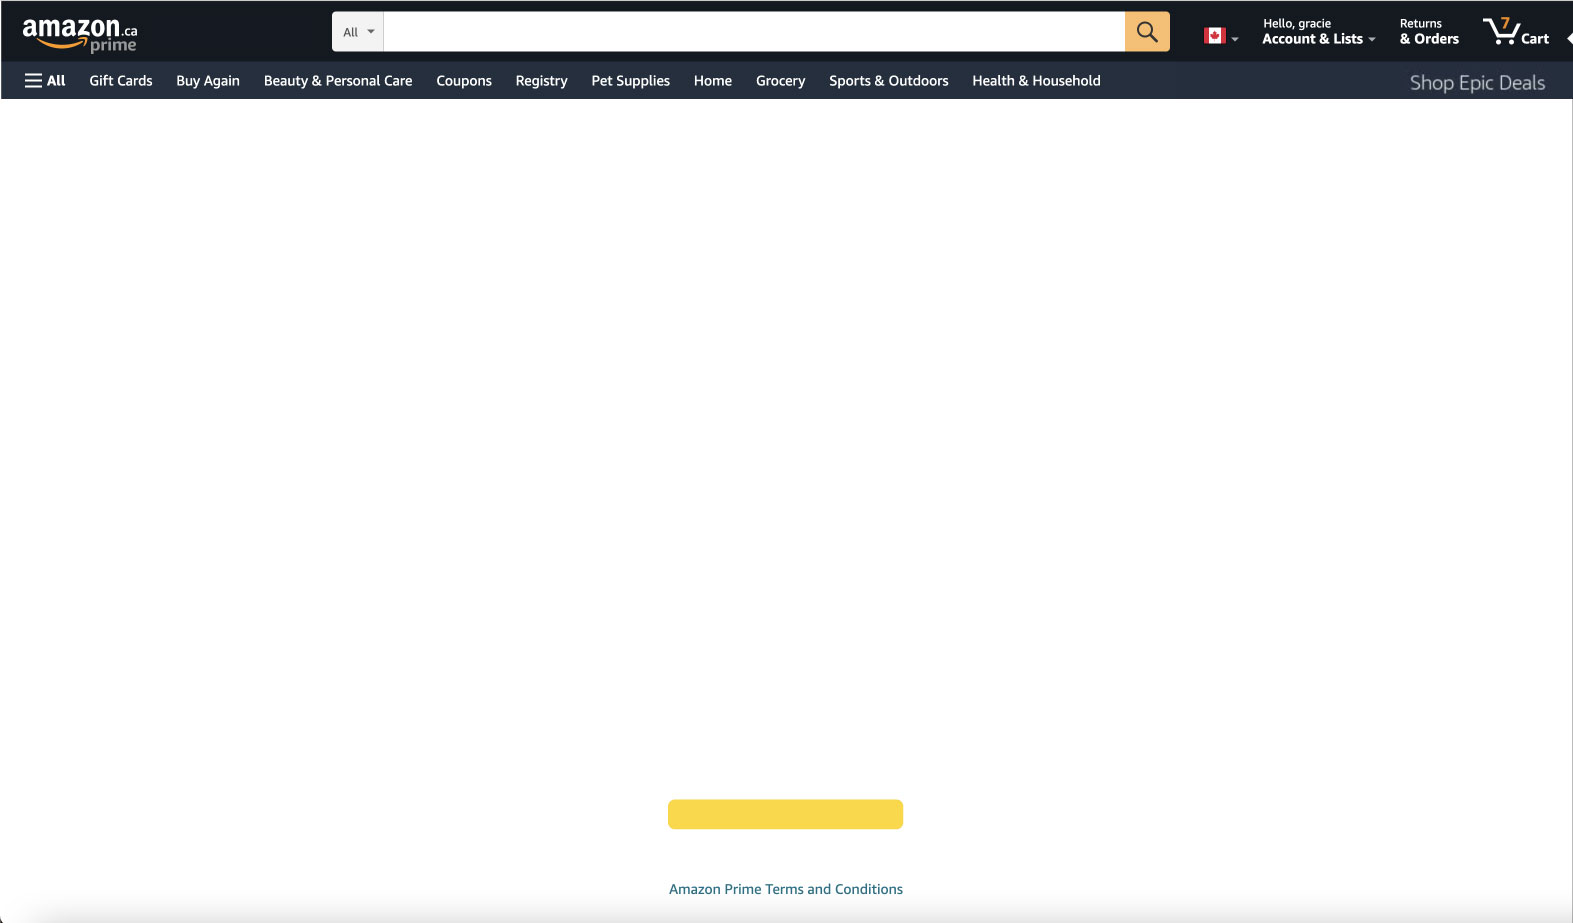 amazon.ca
prime
All
Hello, gracie
Account & Lists
Returns
& Orders
7
Cart
All
Gift Cards
Buy Again
Beauty & Personal Care
Coupons
Registry
Pet Supplies
Home
Grocery
Sports & Outdoors
Health & Household
Shop Epic Deals
Amazon Prime Terms and Conditions